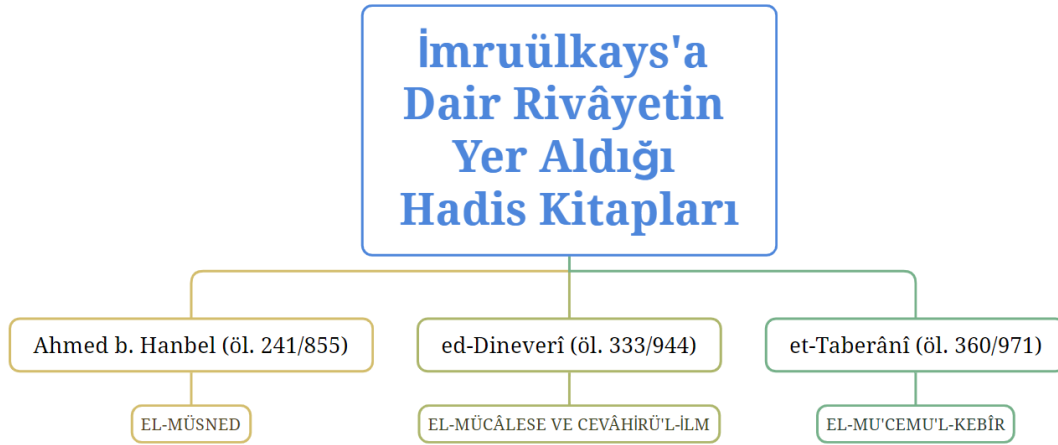 İmruülkays'a
Dair Rivâyetin
Yer Aldığı
Hadis Kitapları
Ahmed b. Hanbel (öl. 241/855)
ed-Dineverî (öl. 333/944)
et-Taberânî (öl. 360/971)
EL-MÜSNED
EL-MÜCÂLESE VE CEVÂHİRÜ'L-İLM
EL-MU'CEMU'L-KEBÎR